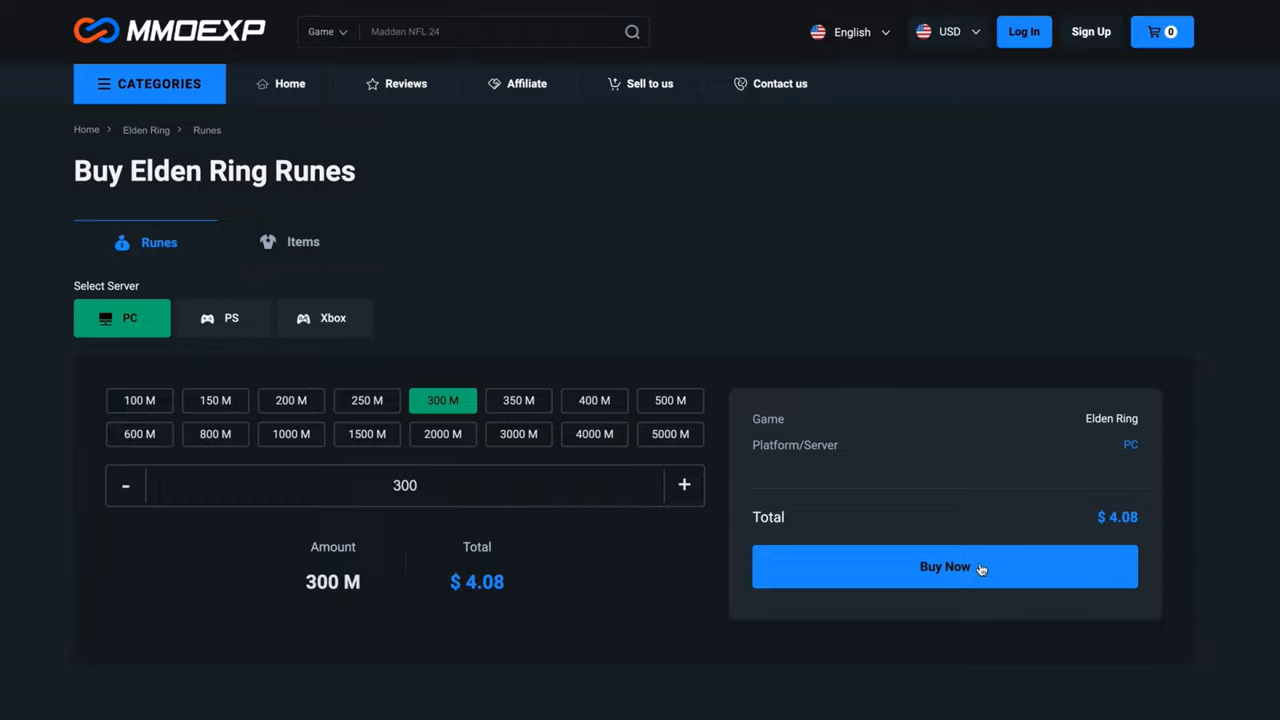 MMOEXP
Game
Madden NFL 24
English
USD
Log In
Sign Up
0
CATEGORIES
Home
Reviews
Affiliate
Sell to us
Contact us
Home > Elden Ring > Runes
Buy Elden Ring Runes
Runes
Items
Select Server
PC
PS
Xbox
100 M
150 M
200 M
250 M
300 M
350 M
400 M
500 M
600 M
800 M
1000 M
1500 M
2000 M
3000 M
4000 M
5000 M
- 300 +
Amount
Total
300 M
$ 4.08
Game
Elden Ring
Platform/Server
PC
Total
$ 4.08
Buy Now